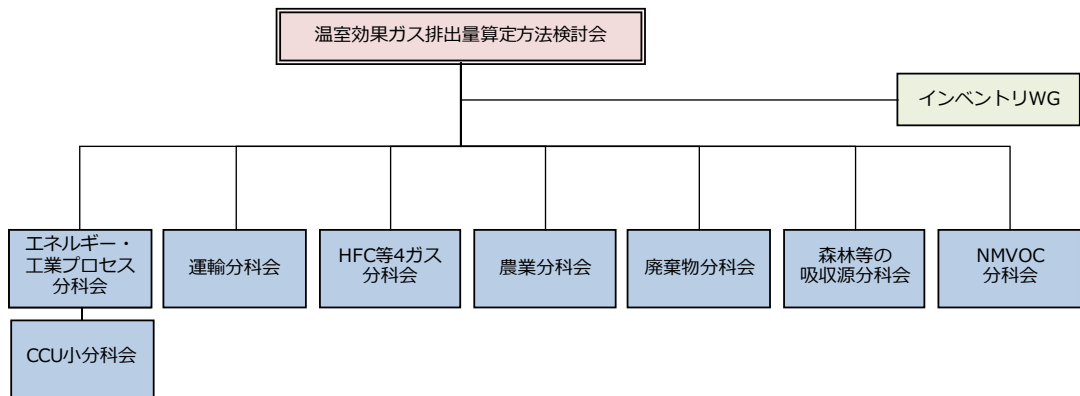 温室効果ガス排出量算定方法検討会
インベントリWG
エネルギー・
工業プロセス
分科会
運輸分科会
HFC等4ガス
分科会
農業分科会
廃棄物分科会
森林等の
吸収源分科会
NMVOC
分科会
CCU小分科会